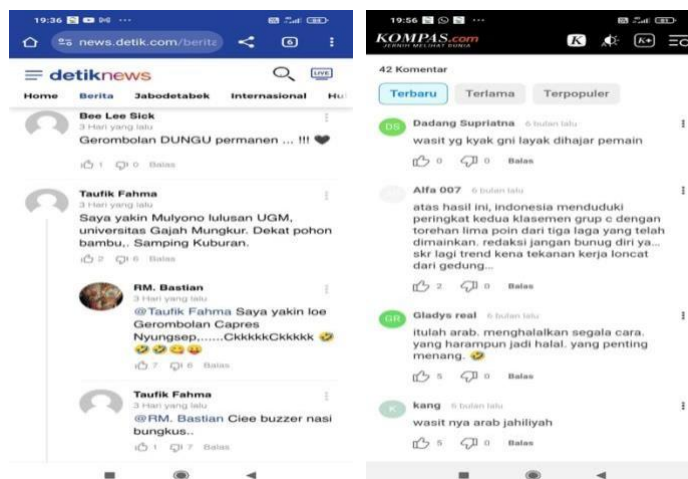 19:36
news.detik.com/berita
6
detiknews
LIVE
Home Berita Jabodetabek Internasional Hu
Bee Lee Sick
3 Hari yang lalu
Gerombolan DUNGU permanen ... !!! 🖤
1 0 Balas
Taufik Fahma
3 Hari yang lalu
Saya yakin Mulyono lulusan UGM,
universitas Gajah Mungkur. Dekat pohon
bambu,. Samping Kuburan.
2 6 Balas
RM. Bastian
3 Hari yang lalu
@Taufik Fahma Saya yakin loe
Gerombolan Capres
Nyungsep,......CkkkkkCkkkkk 🤣
🤣🤣😋😛
7 6 Balas
Taufik Fahma
3 Hari yang lalu
@RM. Bastian Ciee buzzer nasi
bungkus..
1 7 Balas
19:56
KOMPAS.com
JERNIH MELIHAT DUNIA
K K+
42 Komentar
Terbaru Terlama Terpopuler
DS Dadang Supriatna 6 bulan lalu
wasit yg kyak gni layak dihajar pemain
0 0 Balas
Alfa 007 6 bulan lalu
atas hasil ini, indonesia menduduki
peringkat kedua klasemen grup c dengan
torehan lima poin dari tiga laga yang telah
dimainkan. redaksi jangan bunug diri ya...
skr lagi trend kena tekanan kerja loncat
dari gedung...
2 0 Balas
GR Gladys real 6 bulan lalu
itulah arab. menghalalkan segala cara.
yang harampun jadi halal. yang penting
menang. 🤣
5 0 Balas
K kang 6 bulan lalu
wasit nya arab jahiliyah
5 0 Balas